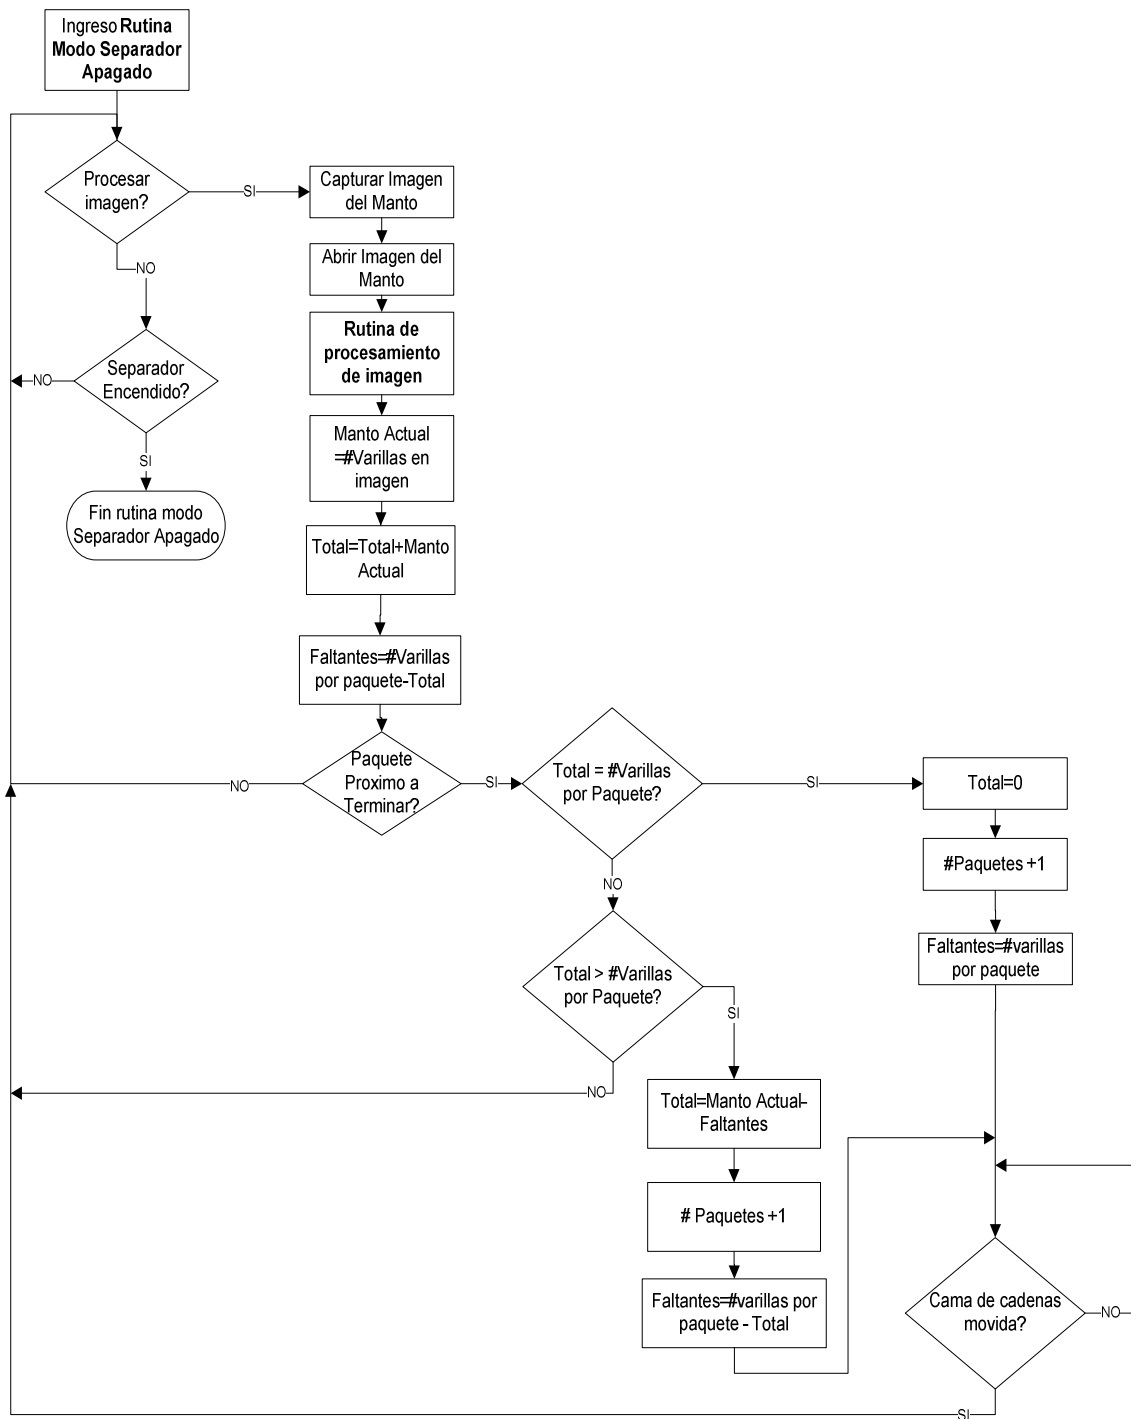 Ingreso Rutina
Modo Separador
Apagado
Procesar
imagen?
SI
Capturar Imagen
del Manto
Abrir Imagen del
Manto
NO
Rutina de
procesamiento
de imagen
Separador
Encendido?
NO
SI
Manto Actual
=#Varillas en
imagen
Fin rutina modo
Separador Apagado
Total=Total+Manto
Actual
Faltantes=#Varillas
por paquete-Total
Paquete
Proximo a
Terminar?
NO
SI
Total = #Varillas
por Paquete?
SI
Total=0
#Paquetes +1
NO
Faltantes=#varillas
por paquete
Total > #Varillas
por Paquete?
SI
NO
Total=Manto Actual-
Faltantes
# Paquetes +1
Faltantes=#varillas por
paquete - Total
Cama de cadenas
movida?
NO
SI